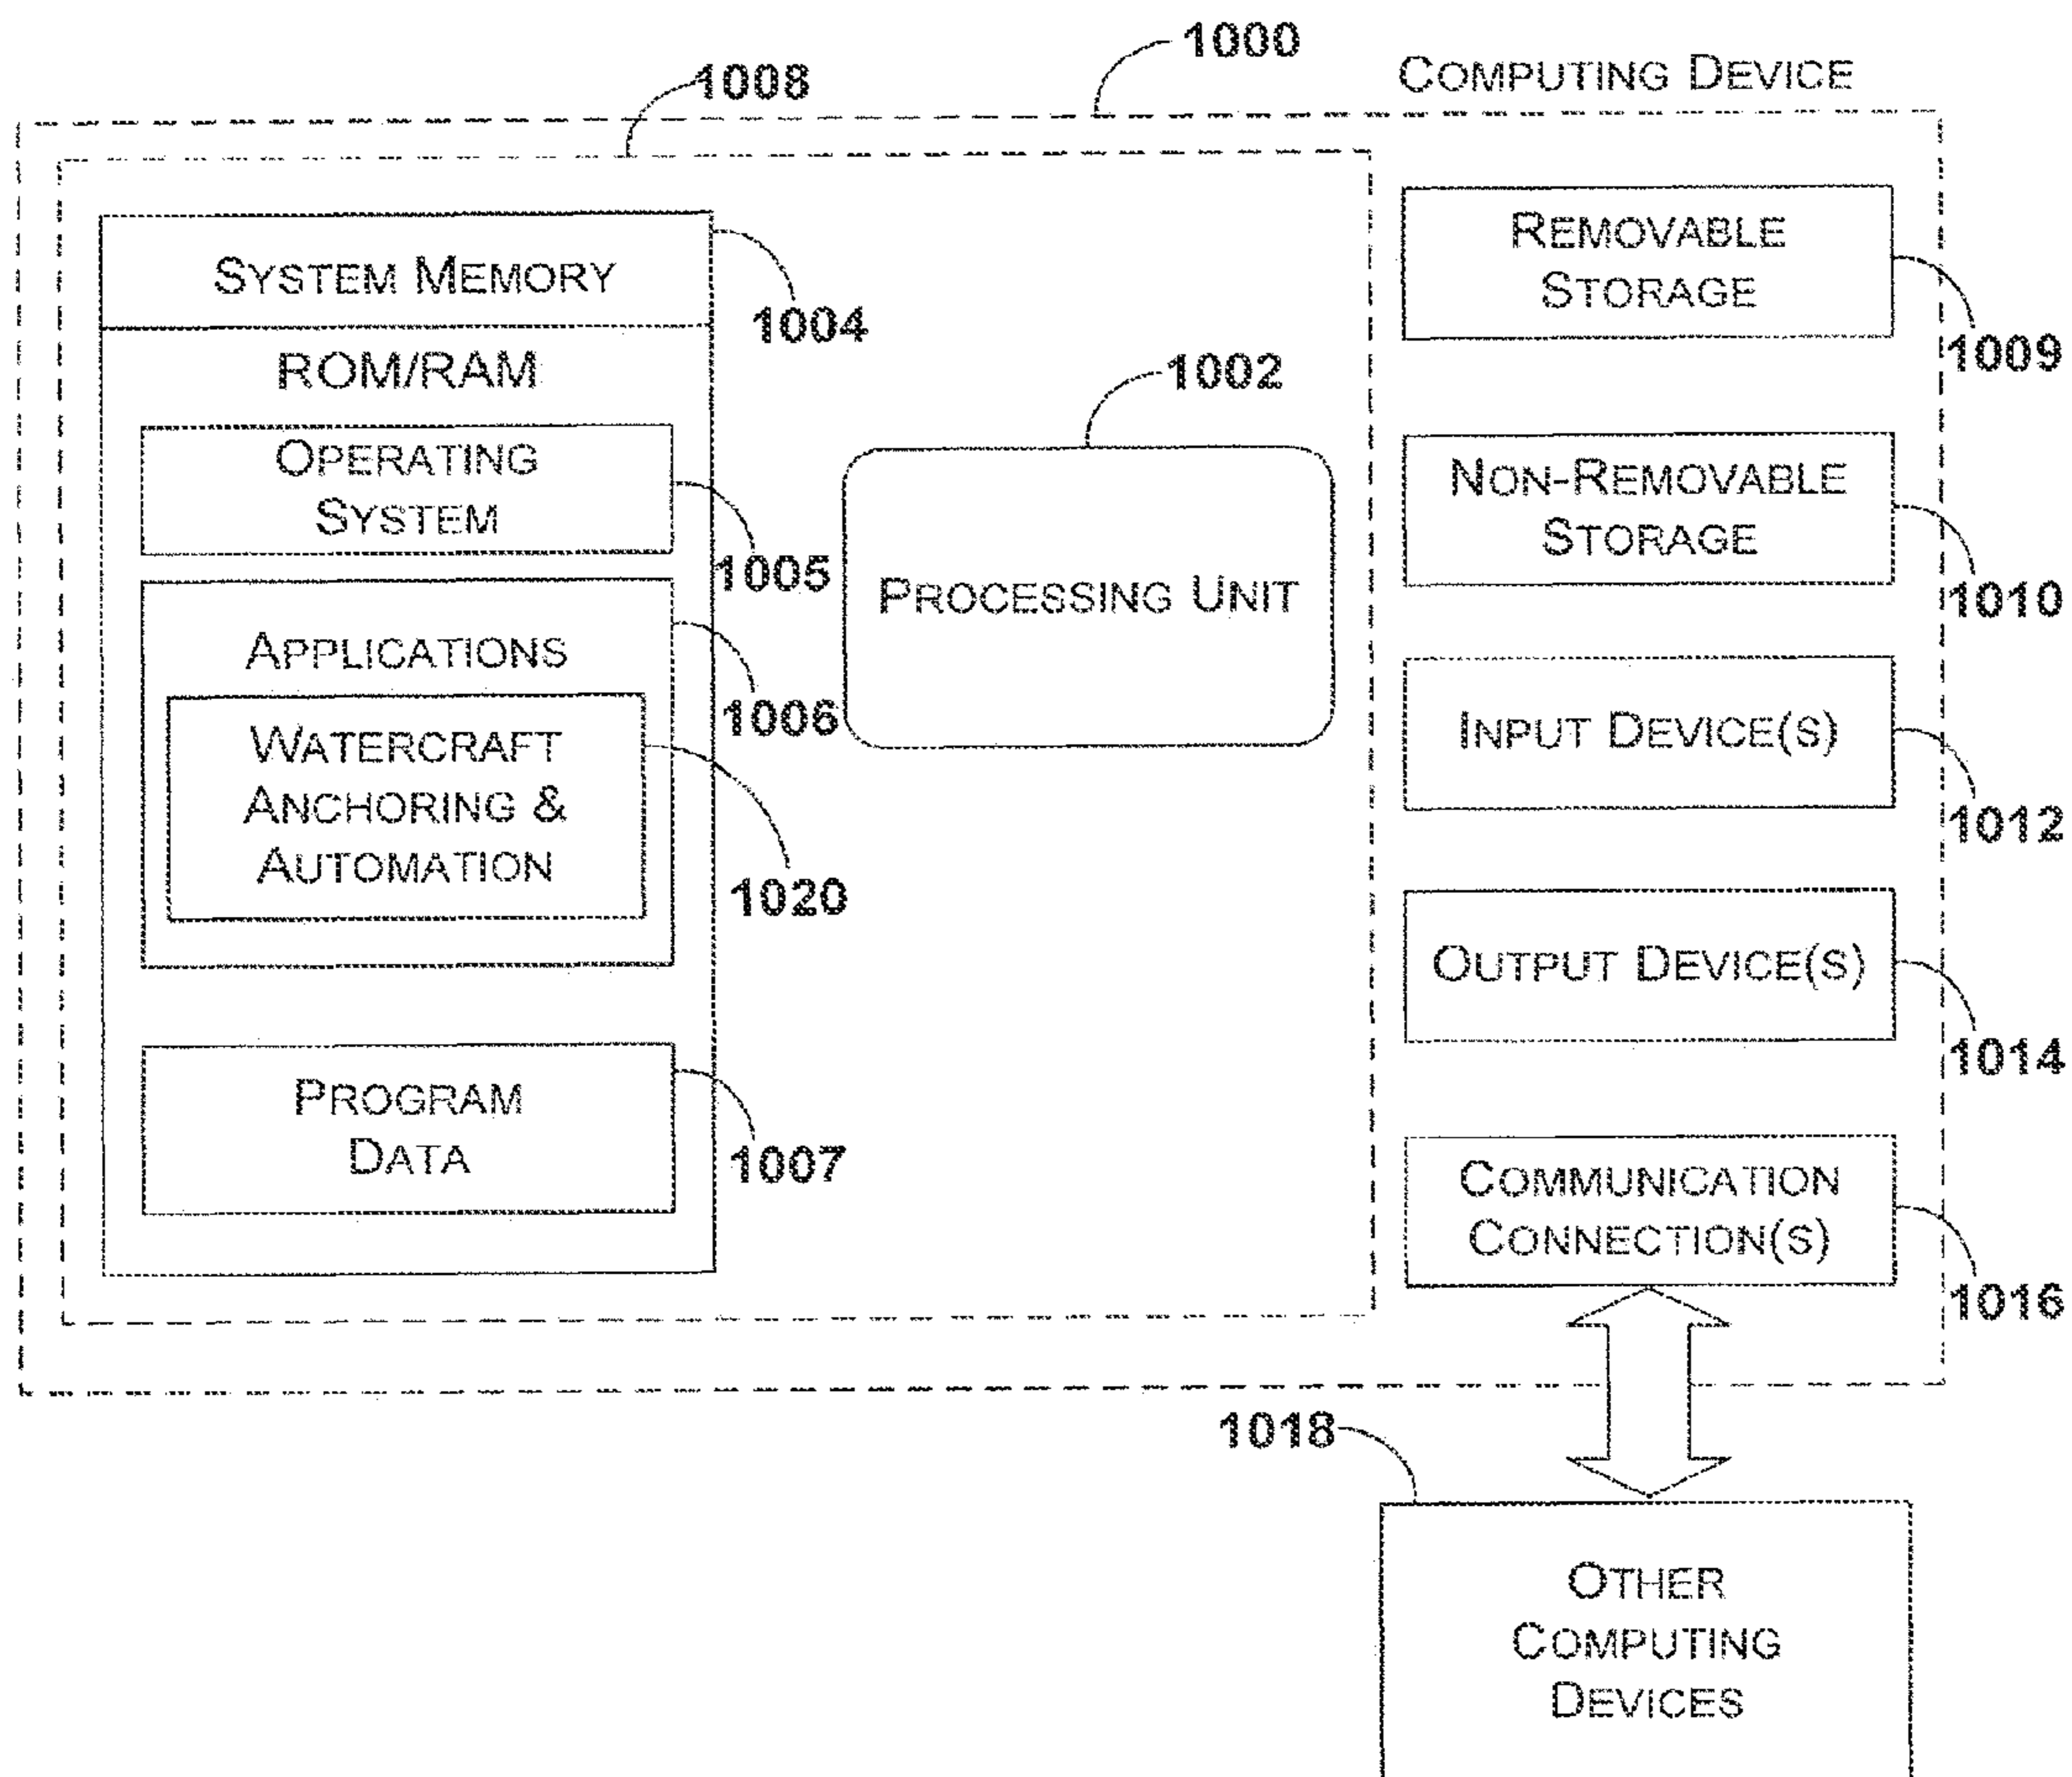 1000
COMPUTING DEVICE
1008
SYSTEM MEMORY
1004
ROM/RAM
OPERATING
SYSTEM
1005
APPLICATIONS
1006
WATERCRAFT
ANCHORING &
AUTOMATION
1020
PROGRAM
DATA
1007
1002
PROCESSING UNIT
REMOVABLE
STORAGE
1009
NON-REMOVABLE
STORAGE
1010
INPUT DEVICE(S)
1012
OUTPUT DEVICE(S)
1014
COMMUNICATION
CONNECTION(S)
1016
1018
OTHER
COMPUTING
DEVICES